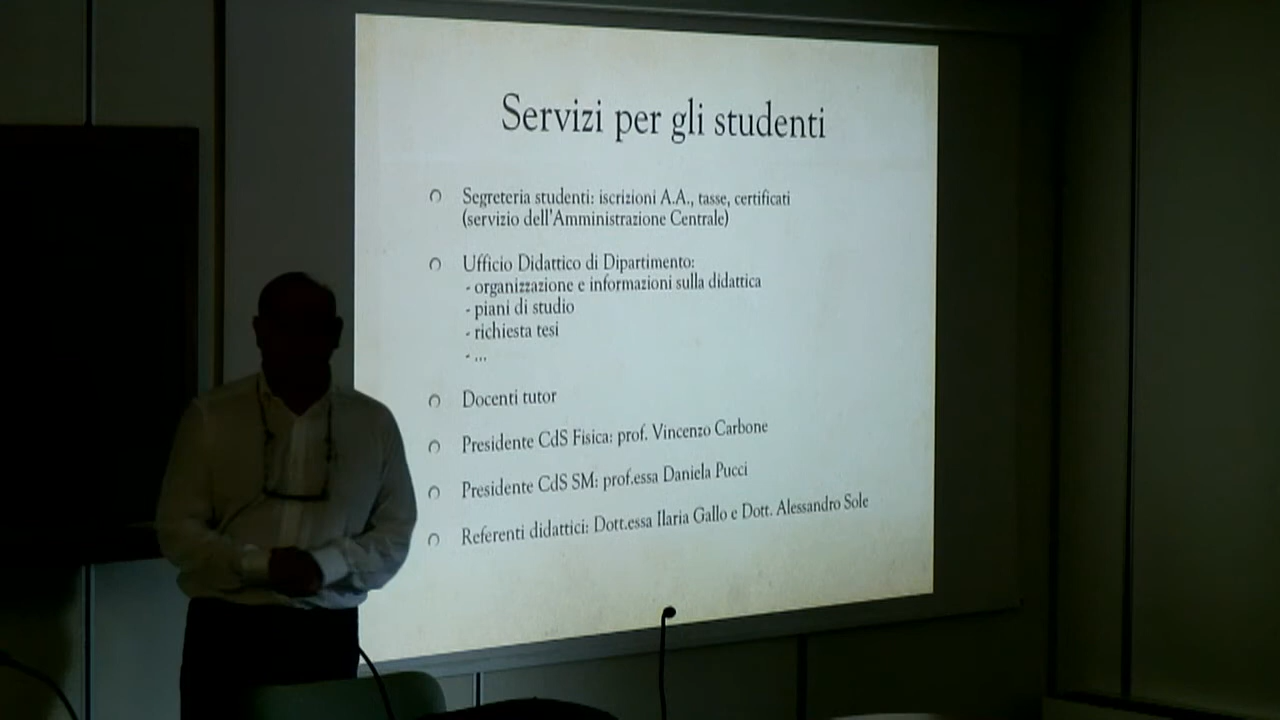 Servizi per gli studenti
Segreteria studenti: iscrizioni A.A., tasse, certificati
(servizio dell'Amministrazione Centrale)
Ufficio Didattico di Dipartimento:
- organizzazione e informazioni sulla didattica
- piani di studio
- richiesta tesi
- ...
Docenti tutor
Presidente CdS Fisica: prof. Vincenzo Carbone
Presidente CdS SM: prof.essa Daniela Pucci
Referenti didattici: Dott.essa Ilaria Gallo e Dott. Alessandro Sole